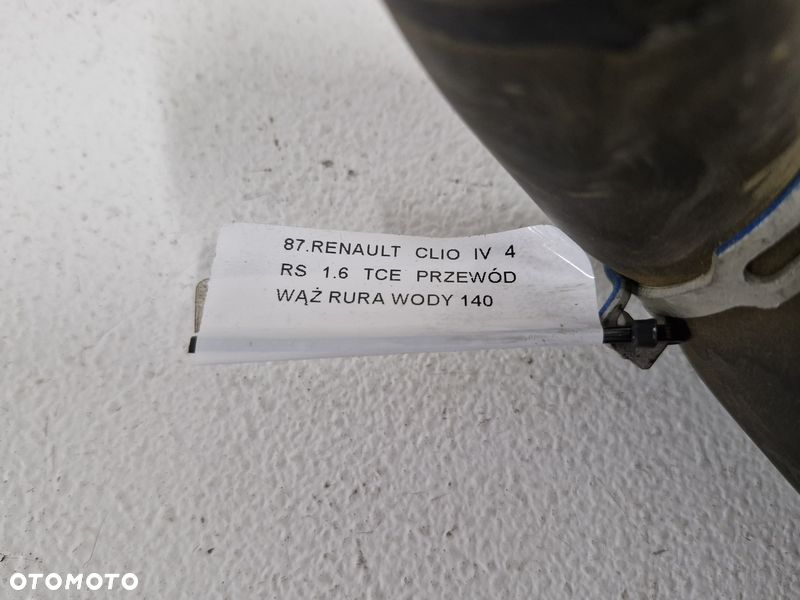 87.RENAULT CLIO IV 4
RS 1.6 TCE PRZEWÓD
WĄŻ RURA WODY 140
OTOMOTO